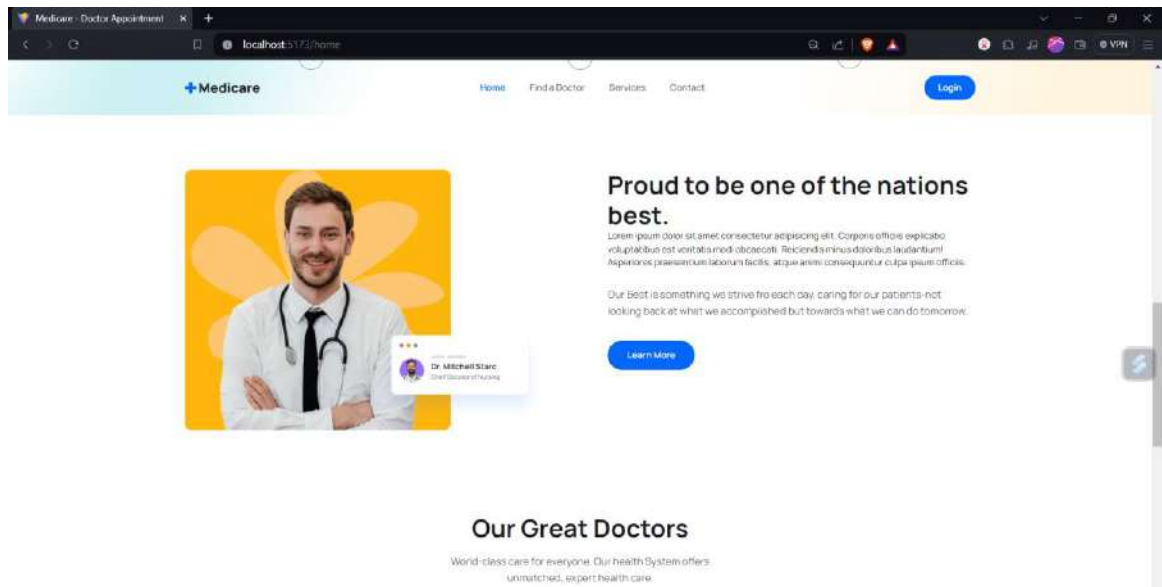 Medicare - Doctor Appointment
localhost:5173/home
VPN
Medicare
Home
Find a Doctor
Services
Contact
Login
Proud to be one of the nations
best.
Lorem ipsum dolor sit amet consectetur adipisicing elit. Corporis officiis explicabo
voluptatibus est veritatis modi obcaecati. Reiciendis minus doloribus laudantium!
Asperiores praesentium laborum facilis, atque animi consequuntur culpa ipsum officiis.
Our Best is something we strive fro each day, caring for our patients-not
looking back at what we accomplished but towards what we can do tomorrow.
Learn More
Dr. Mitchell Starc
Chief Director of Nursing
Our Great Doctors
World-class care for everyone. Our health System offers
unmatched, expert health care.